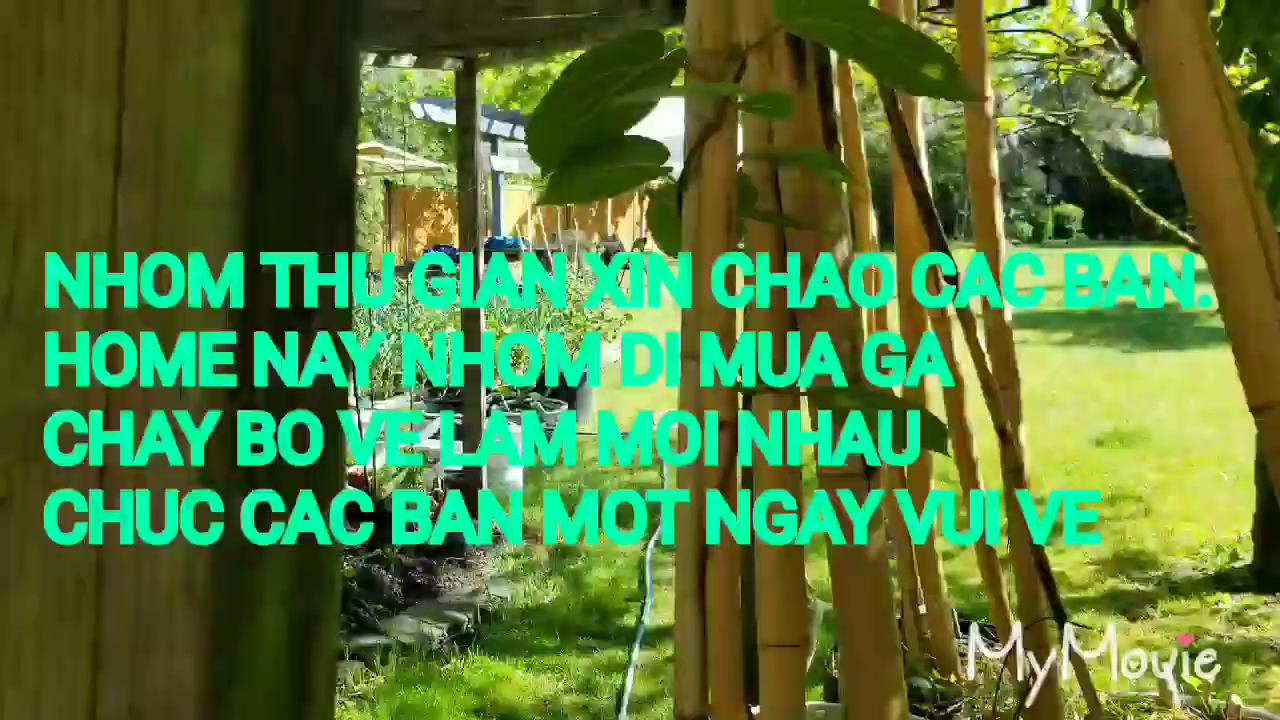 NHOM THU GIAN XIN CHAO CAC BAN.
HOME NAY NHOM DI MUA GA
CHAY BO VE LAM MOI NHAU
CHUC CAC BAN MOT NGAY VUI VE
MyMovie